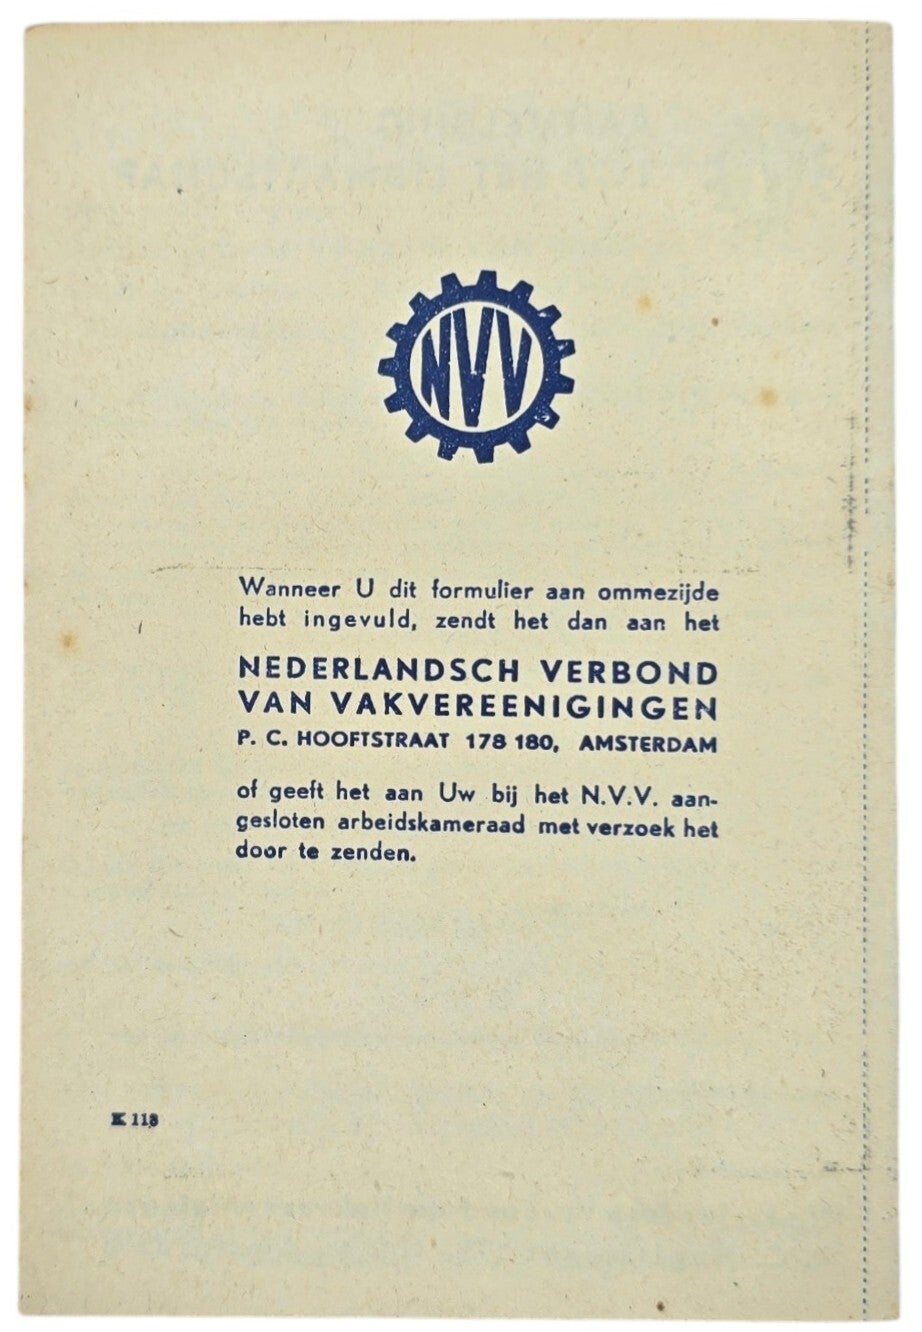 NVV
Wanneer U dit formulier aan ommezijde
hebt ingevuld, zendt het dan aan het
NEDERLANDSCH VERBOND
VAN VAKVEREENIGINGEN
P. C. HOOFTSTRAAT 178 180, AMSTERDAM
of geeft het aan Uw bij het N.V.V. aan-
gesloten arbeidskameraad met verzoek het
door te zenden.
K 118